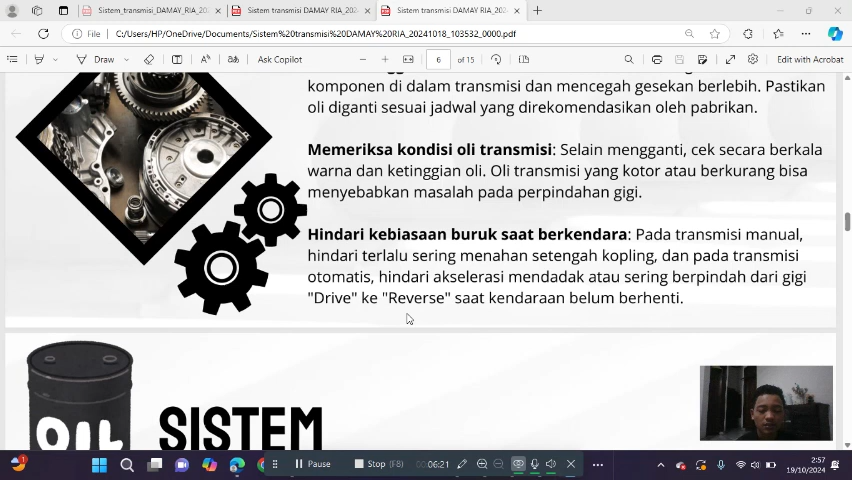 Sistem_transmisi_DAMAY_RIA_20
Sistem transmisi DAMAY RIA_202
Sistem transmisi DAMAY RIA_202
File
C:/Users/HP/OneDrive/Documents/Sistem%20transmisi%20DAMAY%20RIA_20241018_103532_0000.pdf
Draw
Ask Copilot
6 of 15
Edit with Acrobat
komponen di dalam transmisi dan mencegah gesekan berlebih. Pastikan
oli diganti sesuai jadwal yang direkomendasikan oleh pabrikan.
Memeriksa kondisi oli transmisi: Selain mengganti, cek secara berkala
warna dan ketinggian oli. Oli transmisi yang kotor atau berkurang bisa
menyebabkan masalah pada perpindahan gigi.
Hindari kebiasaan buruk saat berkendara: Pada transmisi manual,
hindari terlalu sering menahan setengah kopling, dan pada transmisi
otomatis, hindari akselerasi mendadak atau sering berpindah dari gigi
"Drive" ke "Reverse" saat kendaraan belum berhenti.
OIL
SISTEM
1
Pause
Stop (F8)
00:06:21
2:57
19/10/2024